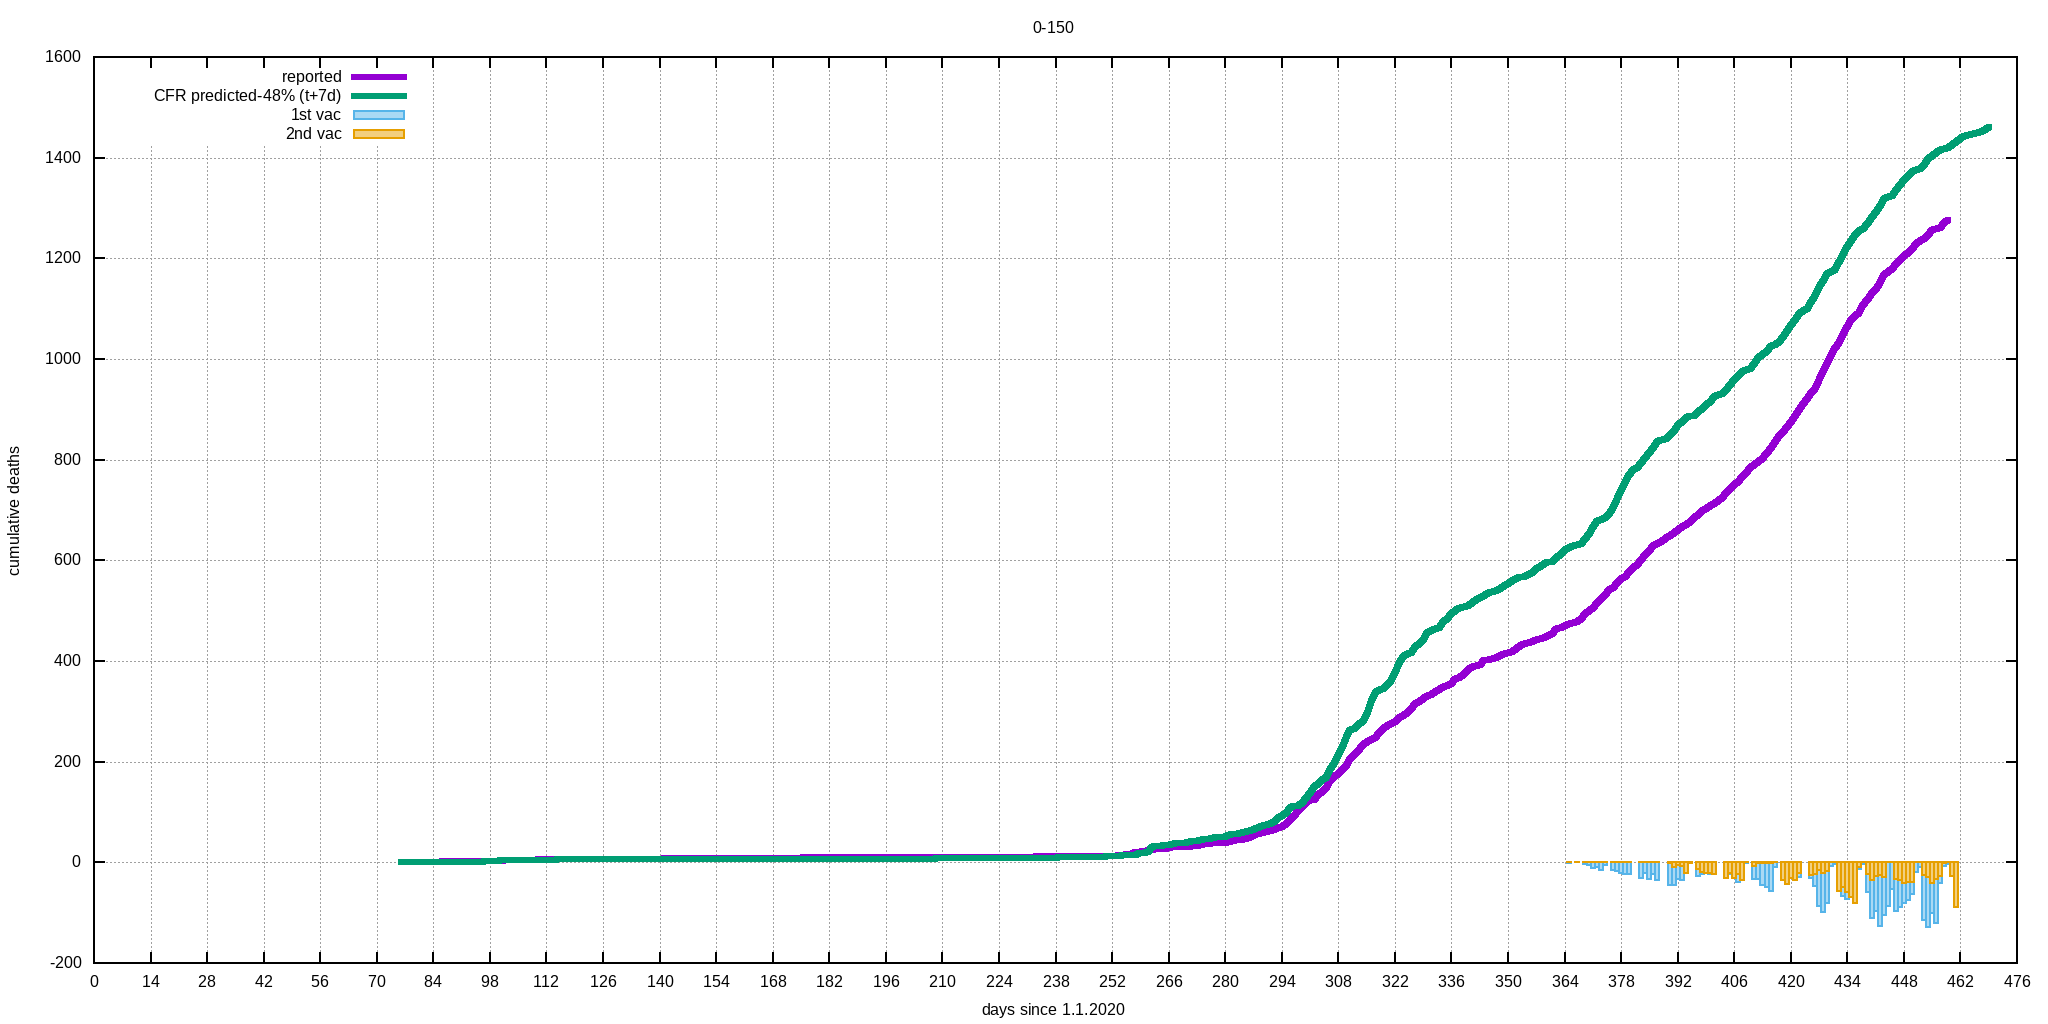 0-150
reported
CFR predicted-48% (t+7d)
1st vac
2nd vac
1600
1400
1200
1000
800
600
400
200
0
-200
cumulative deaths
0 14 28 42 56 70 84 98 112 126 140 154 168 182 196 210 224 238 252 266 280 294 308 322 336 350 364 378 392 406 420 434 448 462 476
days since 1.1.2020